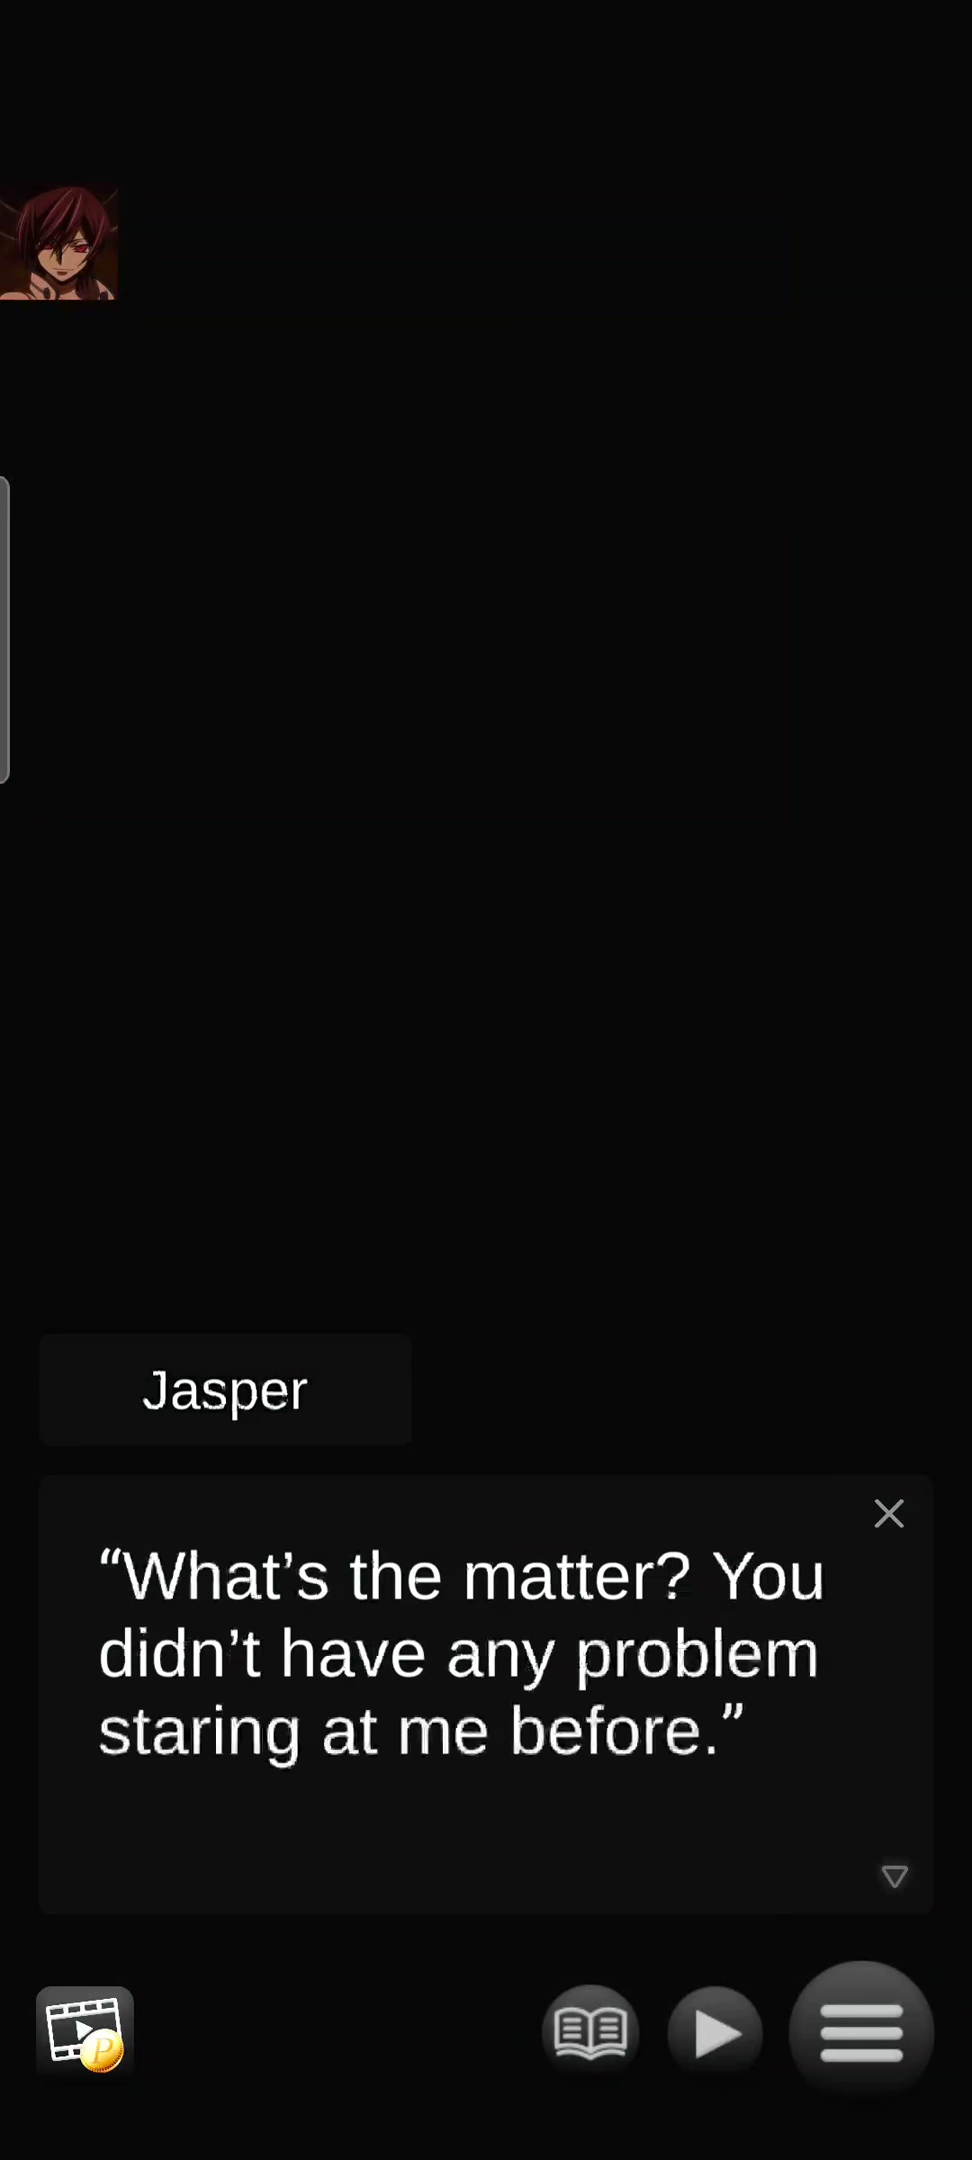 Jasper
“What’s the matter? You
didn’t have any problem
staring at me before.”
P